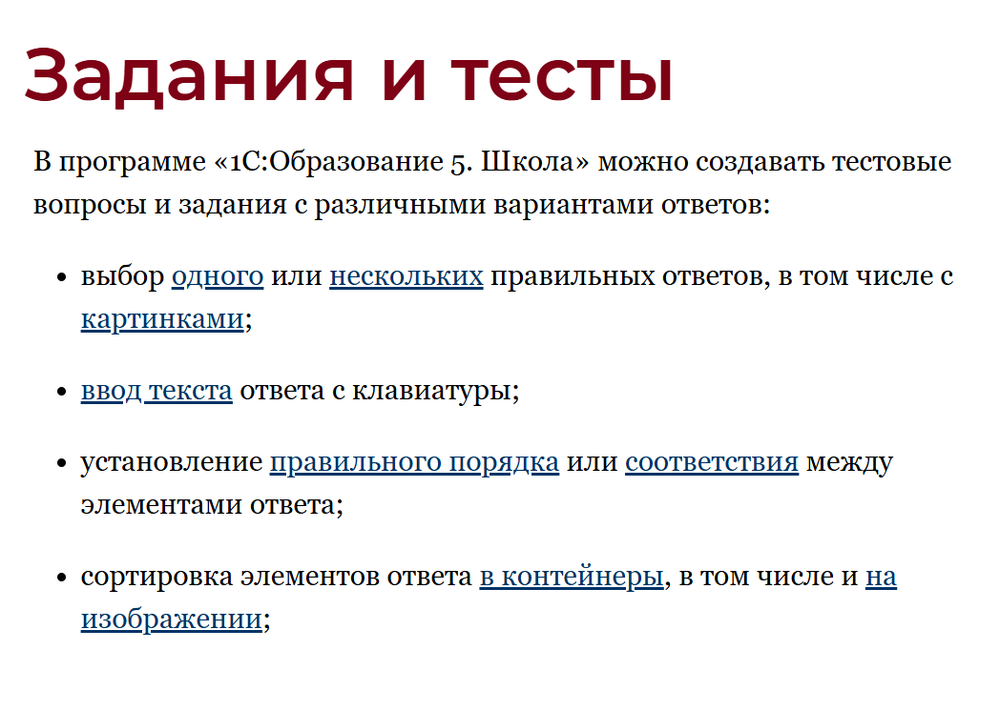 Задания и тесты
В программе «1С:Образование 5. Школа» можно создавать тестовые
вопросы и задания с различными вариантами ответов:
• выбор одного или нескольких правильных ответов, в том числе с
картинками;
• ввод текста ответа с клавиатуры;
• установление правильного порядка или соответствия между
элементами ответа;
• сортировка элементов ответа в контейнеры, в том числе и на
изображении;